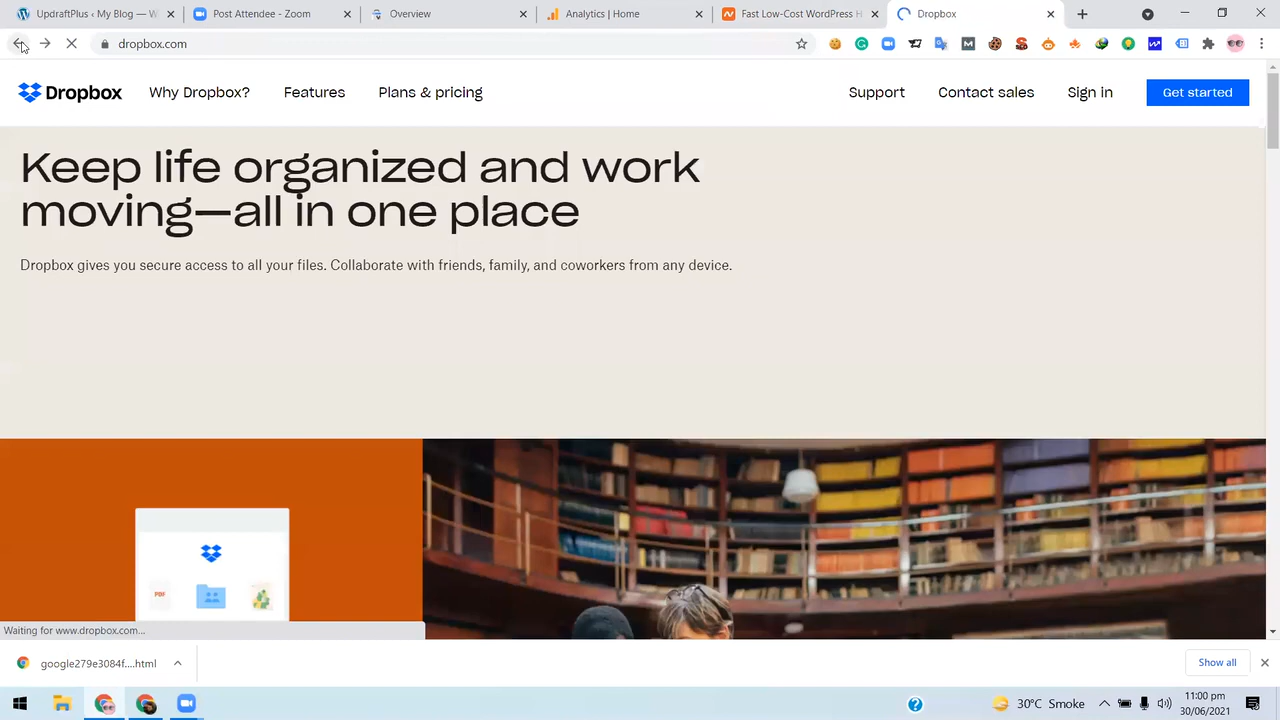 UpdraftPlus ‹ My Blog — W
Post Attendee - Zoom
Overview
Analytics | Home
Fast Low-Cost WordPress H
Dropbox
dropbox.com
Dropbox
Why Dropbox?
Features
Plans & pricing
Support
Contact sales
Sign in
Get started
Keep life organized and work
moving—all in one place
Dropbox gives you secure access to all your files. Collaborate with friends, family, and coworkers from any device.
PDF
Waiting for www.dropbox.com...
google279e3084f....html
Show all
30°C Smoke
11:00 pm
30/06/2021